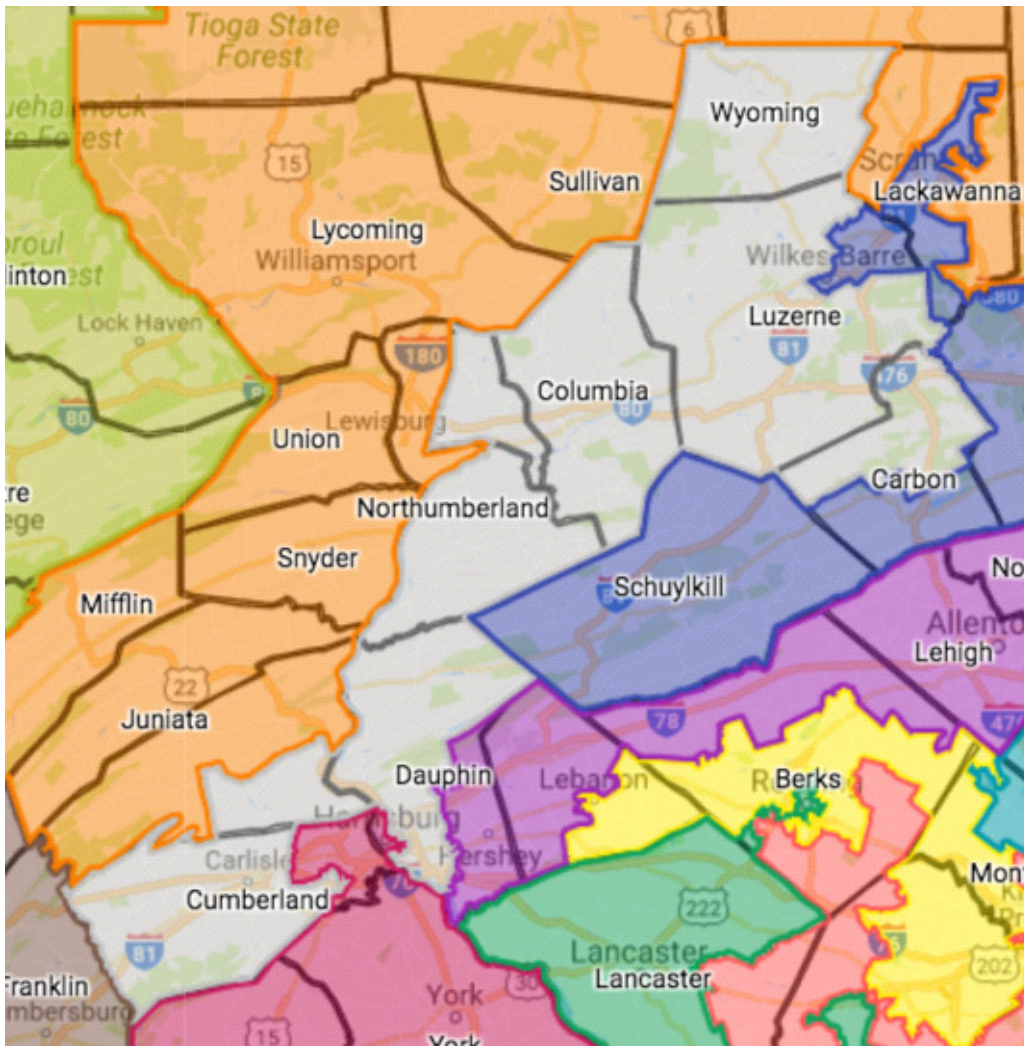 Tioga State
Forest
6
Wyoming
15
Sullivan
Lackawanna
Lycoming
Williamsport
Wilkes Barre
Luzerne
81
Lock Haven
180
Columbia
80
80
Lewisburg
Union
Carbon
Northumberland
Snyder
Schuylkill
Mifflin
Lehigh
22
Juniata
78
Dauphin
Lebanon
Berks
Hershey
Carlisle
Cumberland
222
81
Lancaster
Lancaster
202
Franklin
30
York
15
York